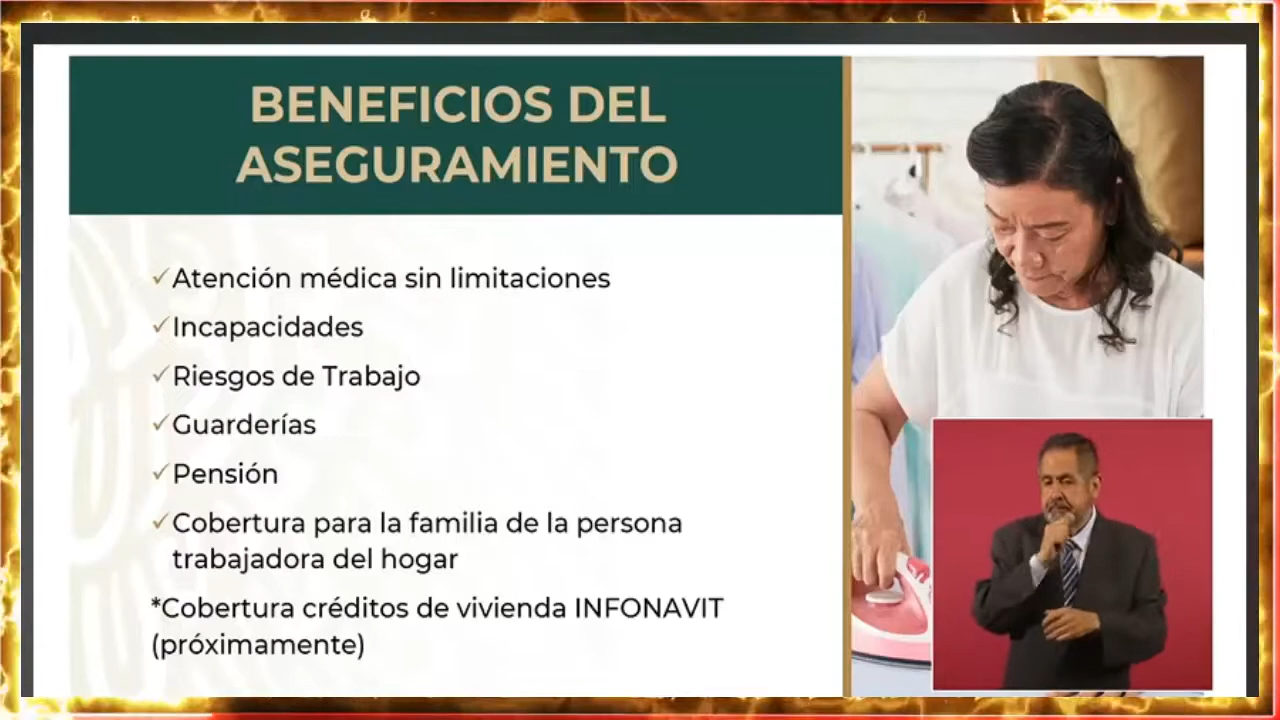 BENEFICIOS DEL
ASEGURAMIENTO
✓Atención médica sin limitaciones
✓Incapacidades
✓Riesgos de Trabajo
✓Guarderías
✓Pensión
✓Cobertura para la familia de la persona
trabajadora del hogar
*Cobertura créditos de vivienda INFONAVIT
(próximamente)